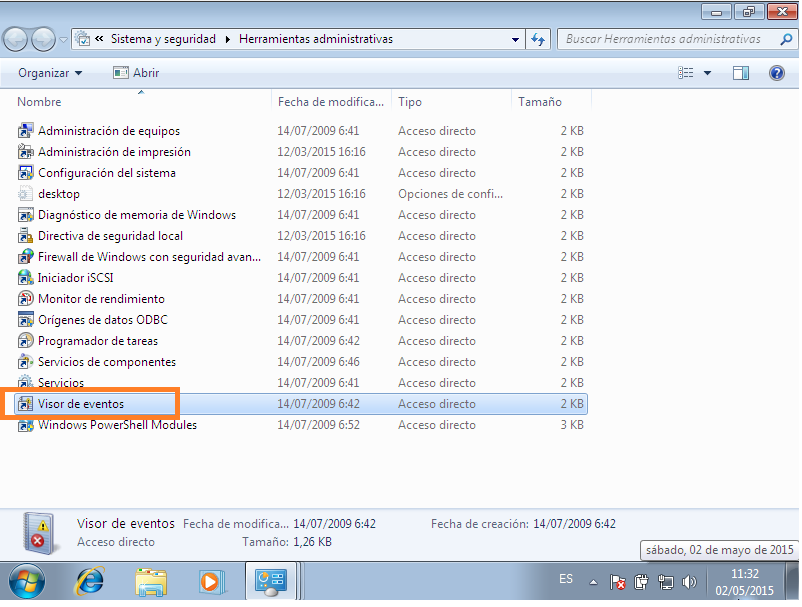 « Sistema y seguridad ▸ Herramientas administrativas
Buscar Herramientas administrativas
Organizar
Abrir
Nombre Fecha de modifica... Tipo Tamaño
Administración de equipos 14/07/2009 6:41 Acceso directo 2 KB
Administración de impresión 12/03/2015 16:16 Acceso directo 2 KB
Configuración del sistema 14/07/2009 6:41 Acceso directo 2 KB
desktop 12/03/2015 16:16 Opciones de confi... 2 KB
Diagnóstico de memoria de Windows 14/07/2009 6:41 Acceso directo 2 KB
Directiva de seguridad local 12/03/2015 16:16 Acceso directo 2 KB
Firewall de Windows con seguridad avan... 14/07/2009 6:41 Acceso directo 2 KB
Iniciador iSCSI 14/07/2009 6:41 Acceso directo 2 KB
Monitor de rendimiento 14/07/2009 6:41 Acceso directo 2 KB
Orígenes de datos ODBC 14/07/2009 6:41 Acceso directo 2 KB
Programador de tareas 14/07/2009 6:42 Acceso directo 2 KB
Servicios de componentes 14/07/2009 6:46 Acceso directo 2 KB
Servicios 14/07/2009 6:41 Acceso directo 2 KB
Visor de eventos 14/07/2009 6:42 Acceso directo 2 KB
Windows PowerShell Modules 14/07/2009 6:52 Acceso directo 3 KB
Visor de eventos Fecha de modifica... 14/07/2009 6:42 Fecha de creación: 14/07/2009 6:42
Acceso directo Tamaño: 1,26 KB
sábado, 02 de mayo de 2015
ES
11:32
02/05/2015